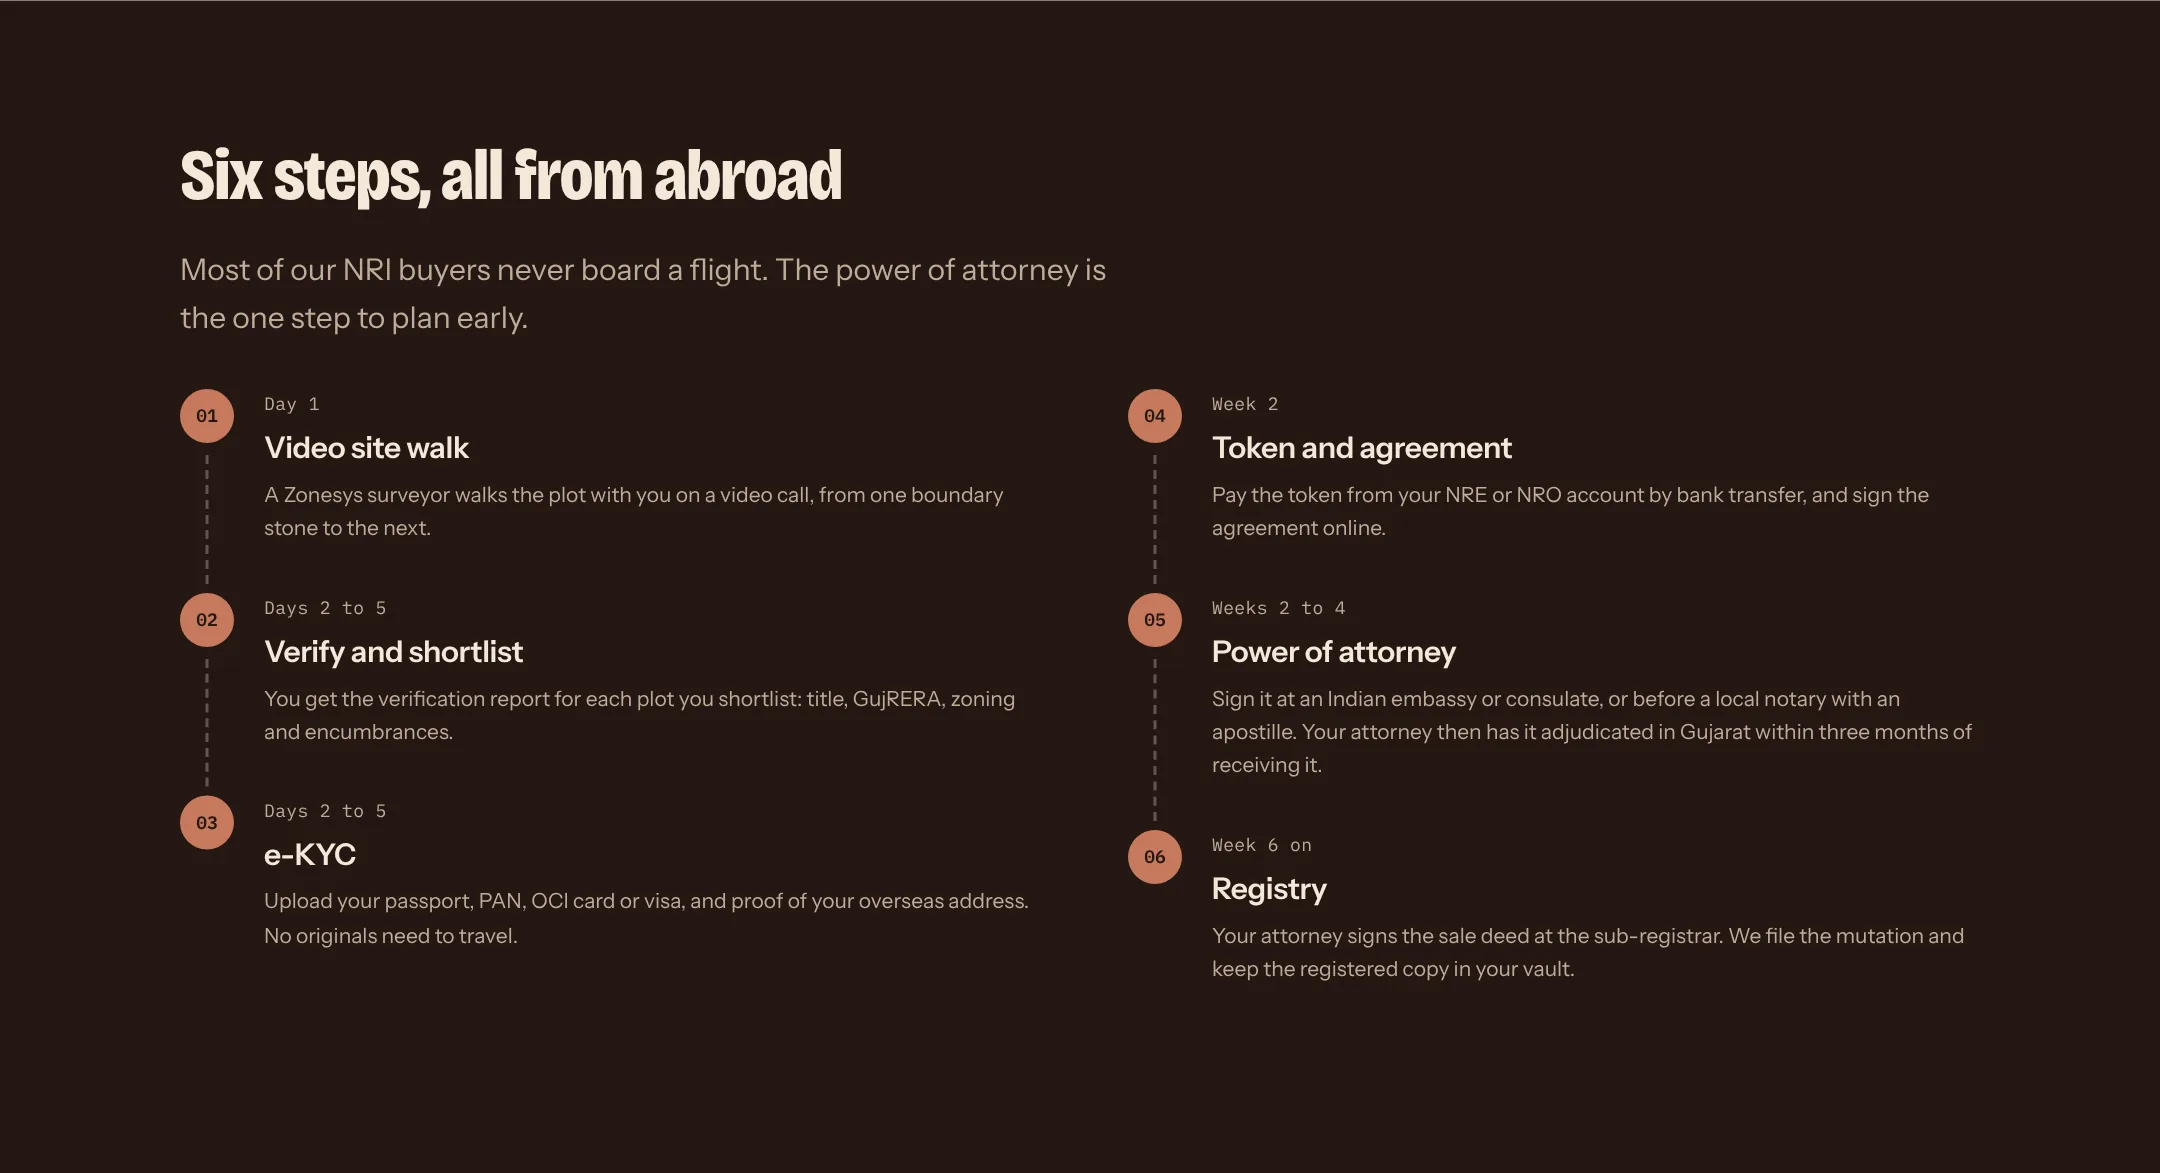 Six steps, all from abroad
Most of our NRI buyers never board a flight. The power of attorney is
the one step to plan early.
01
Day 1
Video site walk
A Zonesys surveyor walks the plot with you on a video call, from one boundary
stone to the next.
02
Days 2 to 5
Verify and shortlist
You get the verification report for each plot you shortlist: title, GujRERA, zoning
and encumbrances.
03
Days 2 to 5
e-KYC
Upload your passport, PAN, OCI card or visa, and proof of your overseas address.
No originals need to travel.
04
Week 2
Token and agreement
Pay the token from your NRE or NRO account by bank transfer, and sign the
agreement online.
05
Weeks 2 to 4
Power of attorney
Sign it at an Indian embassy or consulate, or before a local notary with an
apostille. Your attorney then has it adjudicated in Gujarat within three months of
receiving it.
06
Week 6 on
Registry
Your attorney signs the sale deed at the sub-registrar. We file the mutation and
keep the registered copy in your vault.